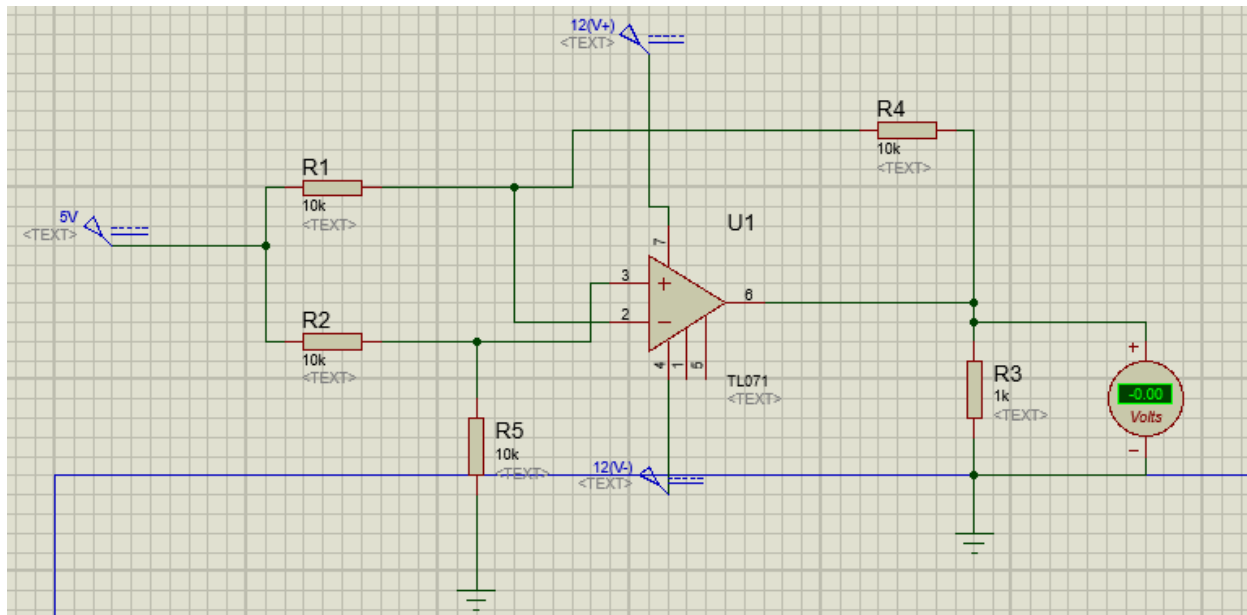 12(V+)
<TEXT>
R4
10k
<TEXT>
R1
10k
<TEXT>
5V
<TEXT>
7
U1
3
+
6
2
−
R2
10k
<TEXT>
4
1
5
TL071
<TEXT>
+
R3
1k
<TEXT>
-0.00
Volts
−
R5
10k
<TEXT>
12(V-)
<TEXT>